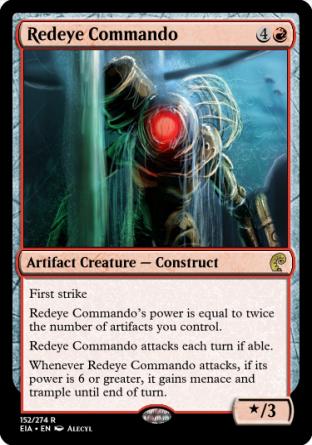 Redeye Commando 4
Artifact Creature — Construct
First strike
Redeye Commando's power is equal to twice
the number of artifacts you control.
Redeye Commando attacks each turn if able.
Whenever Redeye Commando attacks, if its
power is 6 or greater, it gains menace and
trample until end of turn.
★/3
152/274 R
EIA • EN ALECYL